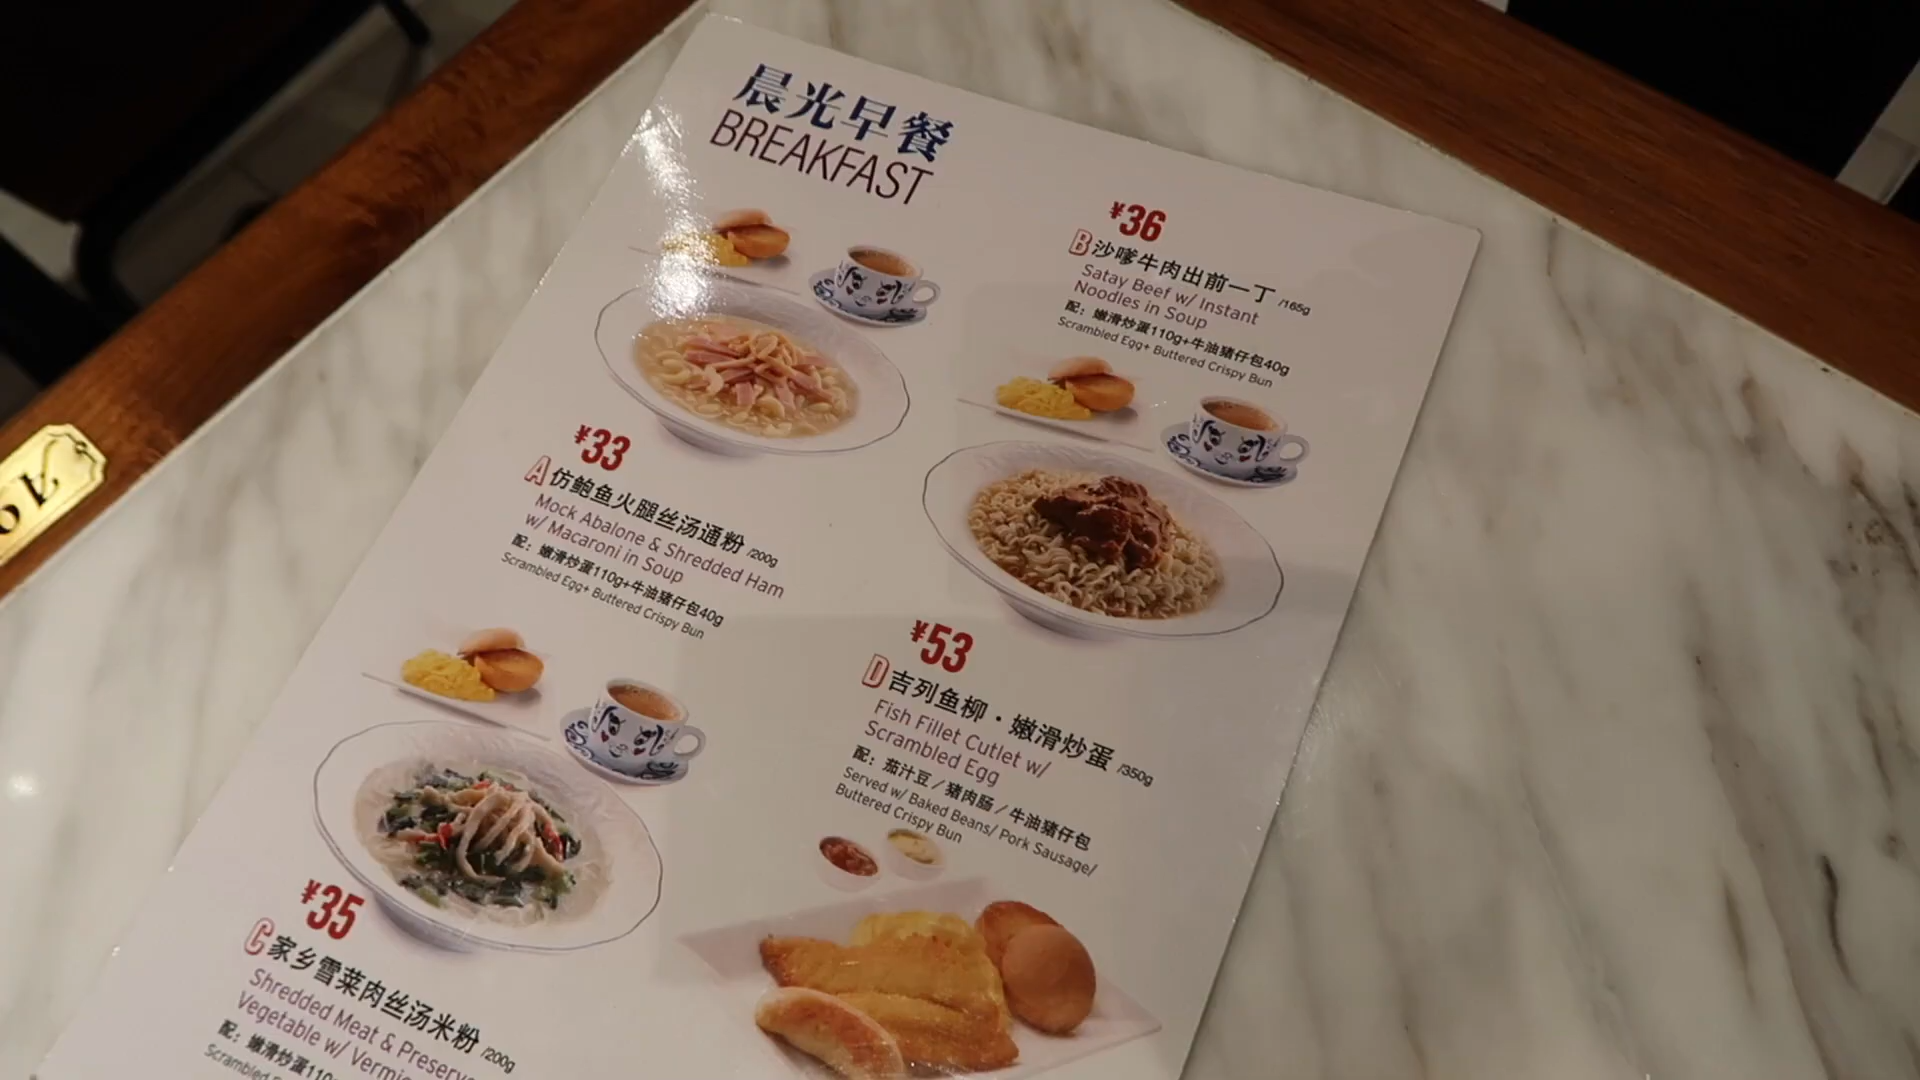 晨光早餐
BREAKFAST
¥36
B 沙嗲牛肉出前一丁 /165g
Satay Beef w/ Instant
Noodles in Soup
配：嫩滑炒蛋110g+牛油猪仔包40g
Scrambled Egg+ Buttered Crispy Bun
¥33
A 仿鲍鱼火腿丝汤通粉 /200g
Mock Abalone & Shredded Ham
w/ Macaroni in Soup
配：嫩滑炒蛋110g+牛油猪仔包40g
Scrambled Egg+ Buttered Crispy Bun
¥53
D 吉列鱼柳·嫩滑炒蛋 /350g
Fish Fillet Cutlet w/
Scrambled Egg
配：茄汁豆／猪肉肠／牛油猪仔包
Served w/ Baked Beans/ Pork Sausage/
Buttered Crispy Bun
¥35
C 家乡雪菜肉丝汤米粉 /200g
Shredded Meat & Preserve
Vegetable w/ Vermi
配：嫩滑炒蛋110g
Scrambled